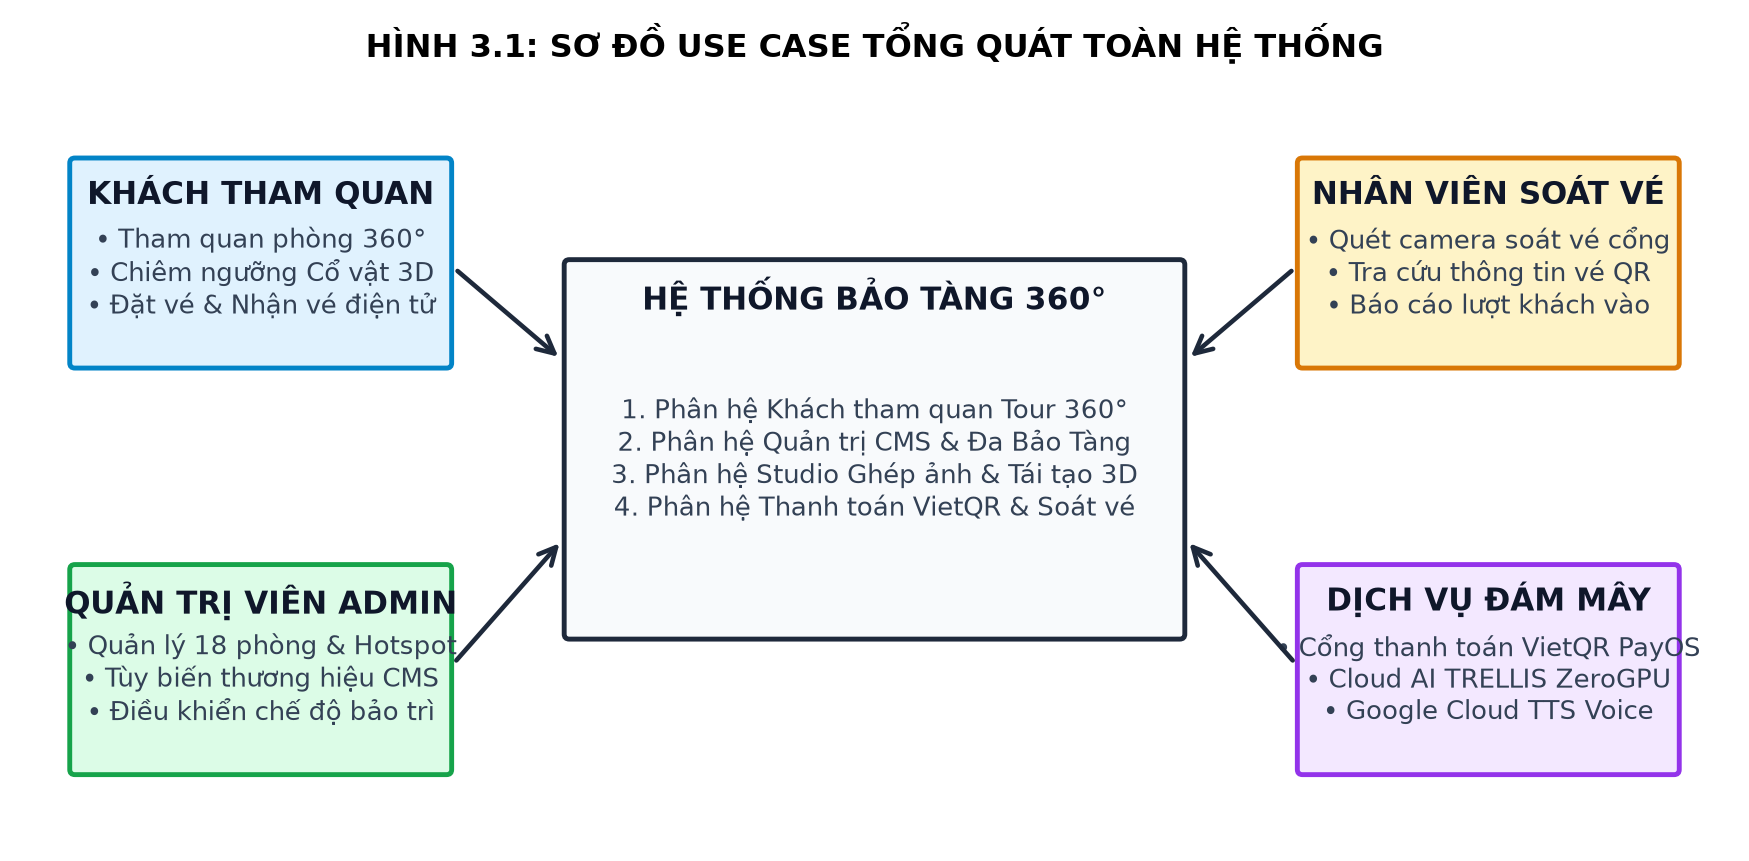 HÌNH 3.1: SƠ ĐỒ USE CASE TỔNG QUÁT TOÀN HỆ THỐNG
KHÁCH THAM QUAN
• Tham quan phòng 360°
• Chiêm ngưỡng Cổ vật 3D
• Đặt vé & Nhận vé điện tử
NHÂN VIÊN SOÁT VÉ
• Quét camera soát vé cổng
• Tra cứu thông tin vé QR
• Báo cáo lượt khách vào
HỆ THỐNG BẢO TÀNG 360°
1. Phân hệ Khách tham quan Tour 360°
2. Phân hệ Quản trị CMS & Đa Bảo Tàng
3. Phân hệ Studio Ghép ảnh & Tái tạo 3D
4. Phân hệ Thanh toán VietQR & Soát vé
QUẢN TRỊ VIÊN ADMIN
• Quản lý 18 phòng & Hotspot
• Tùy biến thương hiệu CMS
• Điều khiển chế độ bảo trì
DỊCH VỤ ĐÁM MÂY
• Cổng thanh toán VietQR PayOS
• Cloud AI TRELLIS ZeroGPU
• Google Cloud TTS Voice